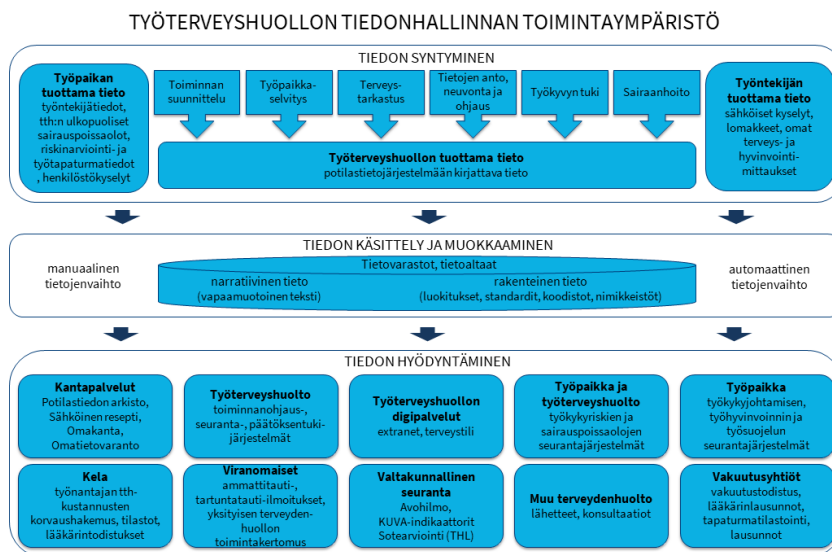 TYÖTERVEYSHUOLLON TIEDONHALLINNAN TOIMINTAYMPÄRISTÖ
TIEDON SYNTYMINEN
Työpaikan
tuottama tieto
työntekijätiedot,
tth:n ulkopuoliset
sairauspoissaolot,
riskinarviointi- ja
työtapaturmatiedot
, henkilöstökyselyt
Toiminnan
suunnittelu
Työpaikka-
selvitys
Terveys-
tarkastus
Tietojen anto,
neuvonta ja
ohjaus
Työkyvyn tuki
Sairaanhoito
Työterveyshuollon tuottama tieto
potilastietojärjestelmään kirjattava tieto
Työntekijän
tuottama tieto
sähköiset kyselyt,
lomakkeet, omat
terveys- ja
hyvinvointi-
mittaukset
TIEDON KÄSITTELY JA MUOKKAAMINEN
manuaalinen
tietojenvaihto
Tietovarastot, tietoaltaat
narratiivinen tieto
(vapaamuotoinen teksti)
rakenteinen tieto
(luokitukset, standardit, koodistot, nimikkeistöt)
automaattinen
tietojenvaihto
TIEDON HYÖDYNTÄMINEN
Kantapalvelut
Potilastiedon arkisto,
Sähköinen resepti,
Omakanta,
Omatietovaranto
Työterveyshuolto
toiminnanohjaus-,
seuranta-, päätöksentuki-
järjestelmät
Työterveyshuollon
digipalvelut
extranet, terveystili
Työpaikka ja
työterveyshuolto
työkykyriskien ja
sairauspoissaolojen
seurantajärjestelmät
Työpaikka
työkykyjohtamisen,
työhyvinvoinnin ja
työsuojelun
seurantajärjestelmät
Kela
työnantajan tth-
kustannusten
korvaushakemus, tilastot,
lääkärintodistukset
Viranomaiset
ammattitauti-,
tartuntatauti-ilmoitukset,
yksityisen terveyden-
huollon
toimintakertomus
Valtakunnallinen
seuranta
Avohilmo,
KUVA-indikaattorit
Sotearviointi (THL)
Muu terveydenhuolto
lähetteet, konsultaatiot
Vakuutusyhtiöt
vakuutustodistus,
lääkärinlausunnot,
tapaturmatilastointi,
lausunnot